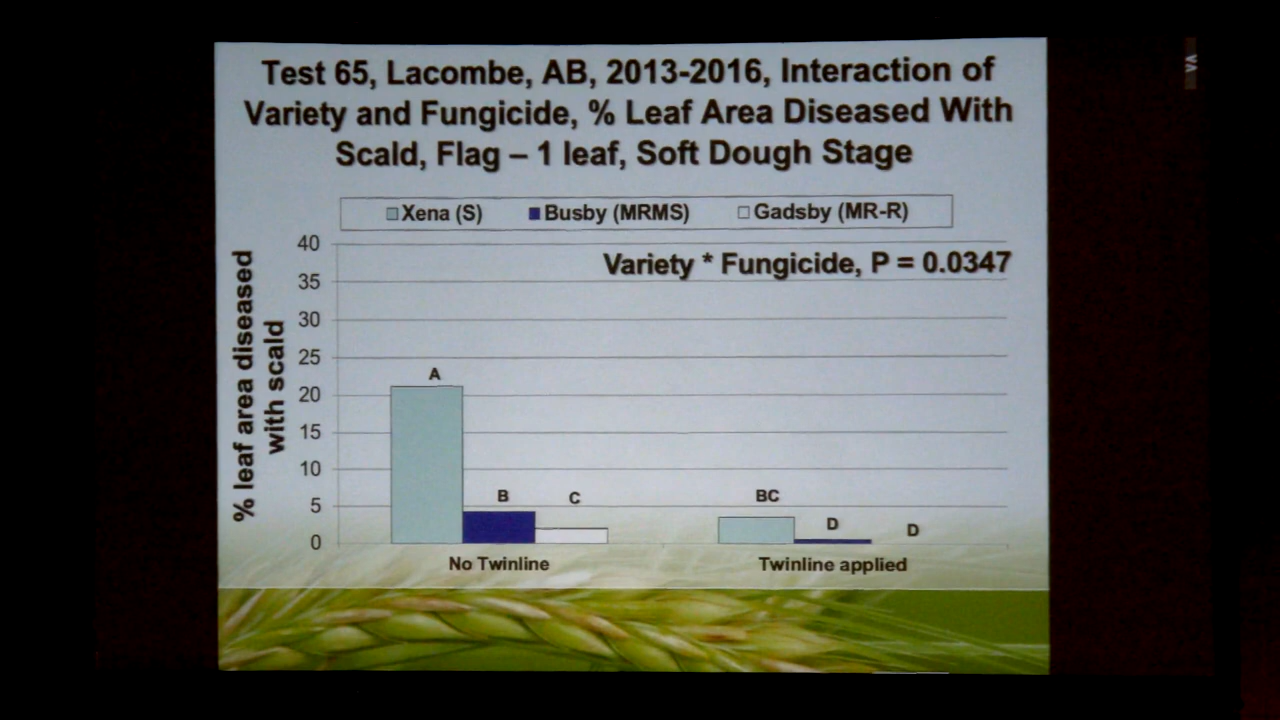 Test 65, Lacombe, AB, 2013-2016, Interaction of
Variety and Fungicide, % Leaf Area Diseased With
Scald, Flag – 1 leaf, Soft Dough Stage
Xena (S) Busby (MRMS) Gadsby (MR-R)
Variety * Fungicide, P = 0.0347
% leaf area diseased
with scald
40
35
30
25
20
15
10
5
0
A
B
C
BC
D
D
No Twinline Twinline applied